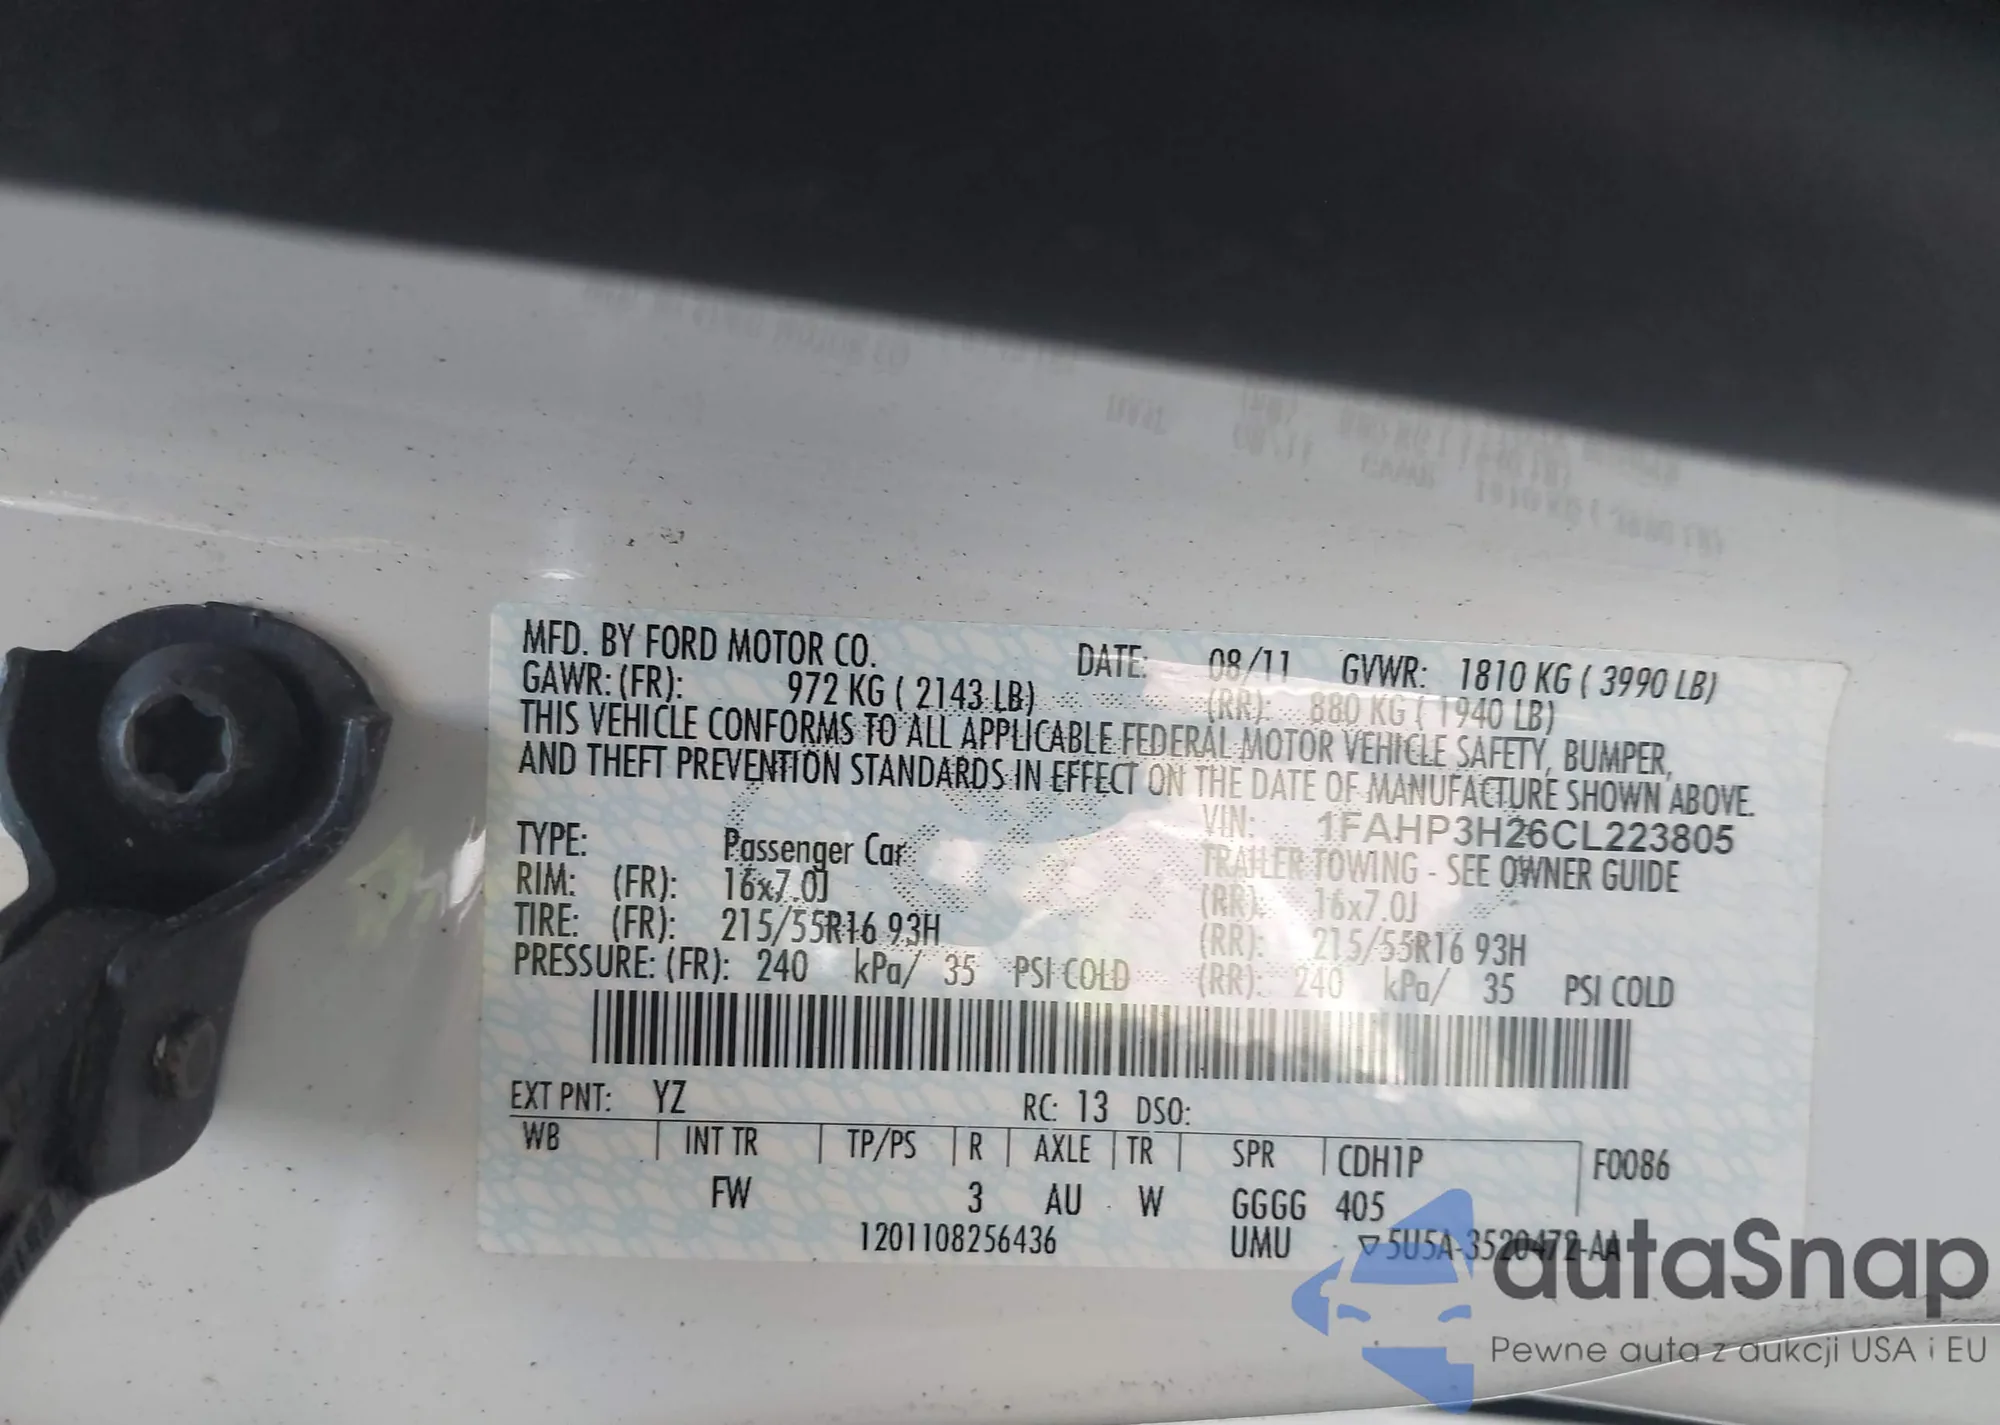 MFD. BY FORD MOTOR CO. DATE: 08/11 GVWR: 1810 KG ( 3990 LB)
GAWR: (FR): 972 KG ( 2143 LB) (RR): 880 KG ( 1940 LB)
THIS VEHICLE CONFORMS TO ALL APPLICABLE FEDERAL MOTOR VEHICLE SAFETY, BUMPER,
AND THEFT PREVENTION STANDARDS IN EFFECT ON THE DATE OF MANUFACTURE SHOWN ABOVE.
VIN: 1FAHP3H26CL223805
TYPE: Passenger Car TRAILER TOWING - SEE OWNER GUIDE
RIM: (FR): 16x7.0J (RR): 16x7.0J
TIRE: (FR): 215/55R16 93H (RR): 215/55R16 93H
PRESSURE: (FR): 240 kPa/ 35 PSI COLD (RR): 240 kPa/ 35 PSI COLD
EXT PNT: YZ RC: 13 DSO:
WB INT TR TP/PS R AXLE TR SPR CDH1P F0086
FW 3 AU W GGGG 405
1201108256436 UMU ▽5U5A-3520472-AA
autaSnap
Pewne auta z aukcji USA i EU